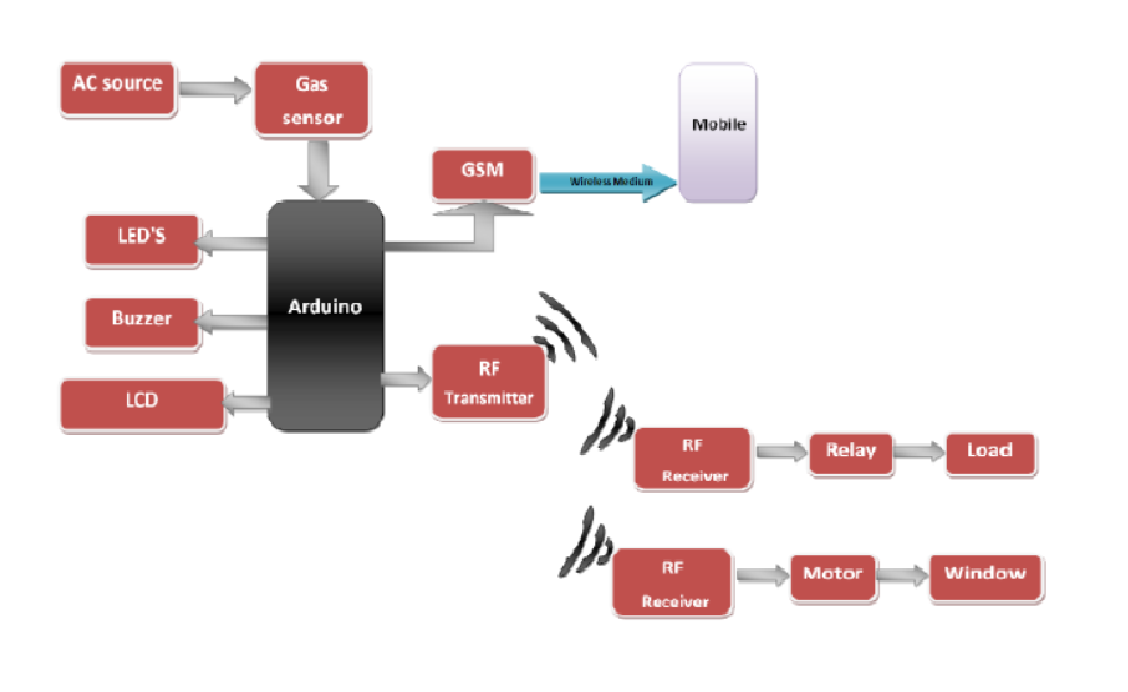 AC source
Gas
sensor
Mobile
GSM
Wireless Medium
LED'S
Arduino
Buzzer
RF
Transmitter
LCD
RF
Receiver
Relay
Load
RF
Receiver
Motor
Window